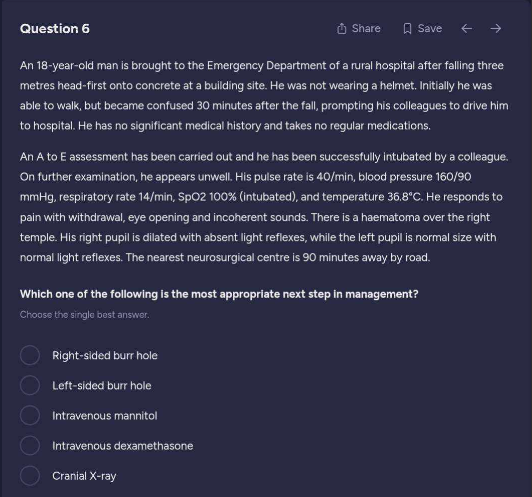 Question 6
Share
Save
An 18-year-old man is brought to the Emergency Department of a rural hospital after falling three
metres head-first onto concrete at a building site. He was not wearing a helmet. Initially he was
able to walk, but became confused 30 minutes after the fall, prompting his colleagues to drive him
to hospital. He has no significant medical history and takes no regular medications.
An A to E assessment has been carried out and he has been successfully intubated by a colleague.
On further examination, he appears unwell. His pulse rate is 40/min, blood pressure 160/90
mmHg, respiratory rate 14/min, SpO2 100% (intubated), and temperature 36.8°C. He responds to
pain with withdrawal, eye opening and incoherent sounds. There is a haematoma over the right
temple. His right pupil is dilated with absent light reflexes, while the left pupil is normal size with
normal light reflexes. The nearest neurosurgical centre is 90 minutes away by road.
Which one of the following is the most appropriate next step in management?
Choose the single best answer.
Right-sided burr hole
Left-sided burr hole
Intravenous mannitol
Intravenous dexamethasone
Cranial X-ray